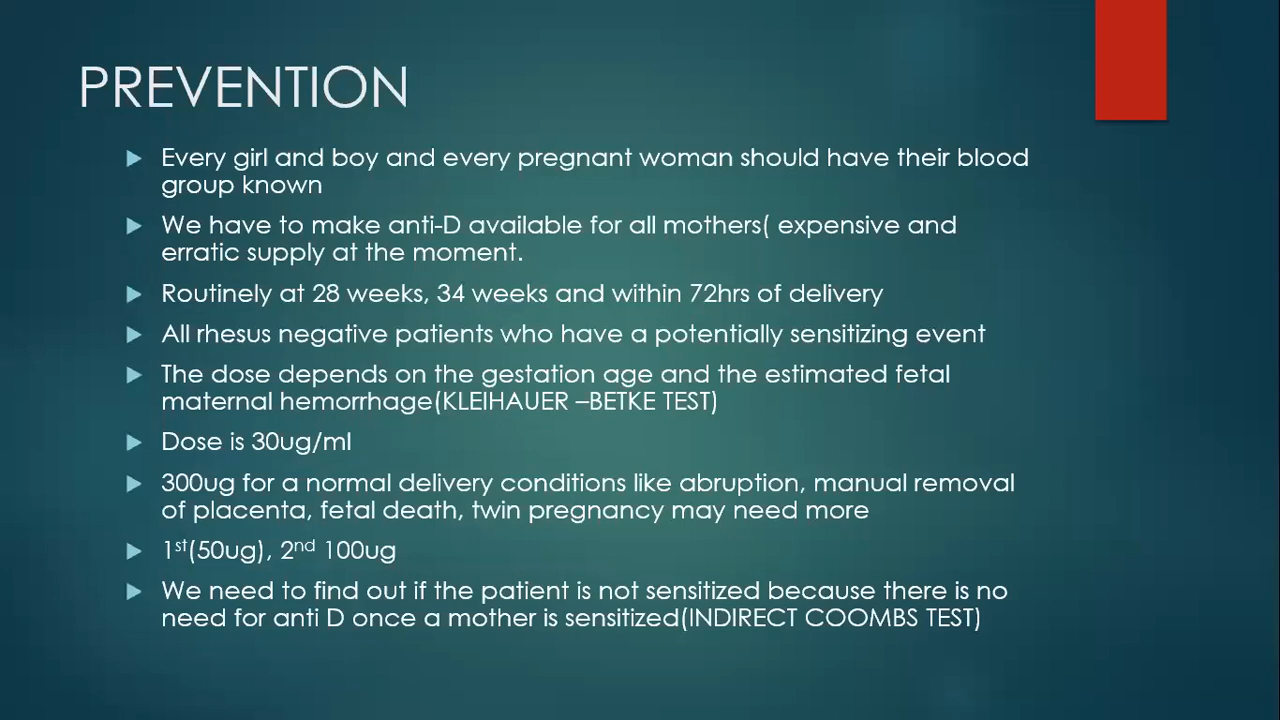 PREVENTION
Every girl and boy and every pregnant woman should have their blood
group known
We have to make anti-D available for all mothers( expensive and
erratic supply at the moment.
Routinely at 28 weeks, 34 weeks and within 72hrs of delivery
All rhesus negative patients who have a potentially sensitizing event
The dose depends on the gestation age and the estimated fetal
maternal hemorrhage(KLEIHAUER –BETKE TEST)
Dose is 30ug/ml
300ug for a normal delivery conditions like abruption, manual removal
of placenta, fetal death, twin pregnancy may need more
1st(50ug), 2nd 100ug
We need to find out if the patient is not sensitized because there is no
need for anti D once a mother is sensitized(INDIRECT COOMBS TEST)